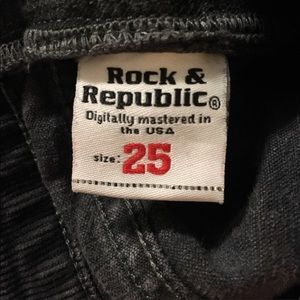 Rock &
Republic®
Digitally mastered in
the USA
size: 25